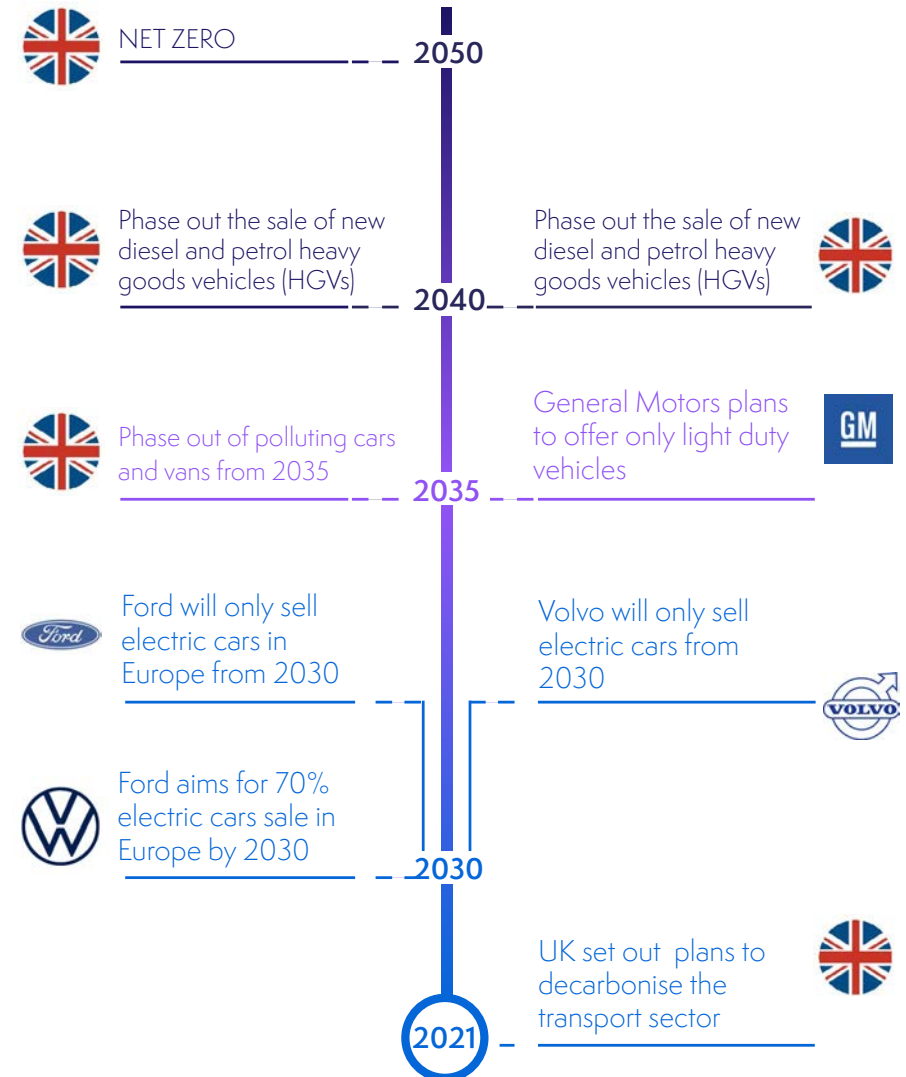 NET ZERO
2050
Phase out the sale of new
diesel and petrol heavy
goods vehicles (HGVs)
Phase out the sale of new
diesel and petrol heavy
goods vehicles (HGVs)
2040
Phase out of polluting cars
and vans from 2035
General Motors plans
to offer only light duty
vehicles
GM
2035
Ford
Ford will only sell
electric cars in
Europe from 2030
Volvo will only sell
electric cars from
2030
VOLVO
VW
Ford aims for 70%
electric cars sale in
Europe by 2030
2030
UK set out plans to
decarbonise the
transport sector
2021